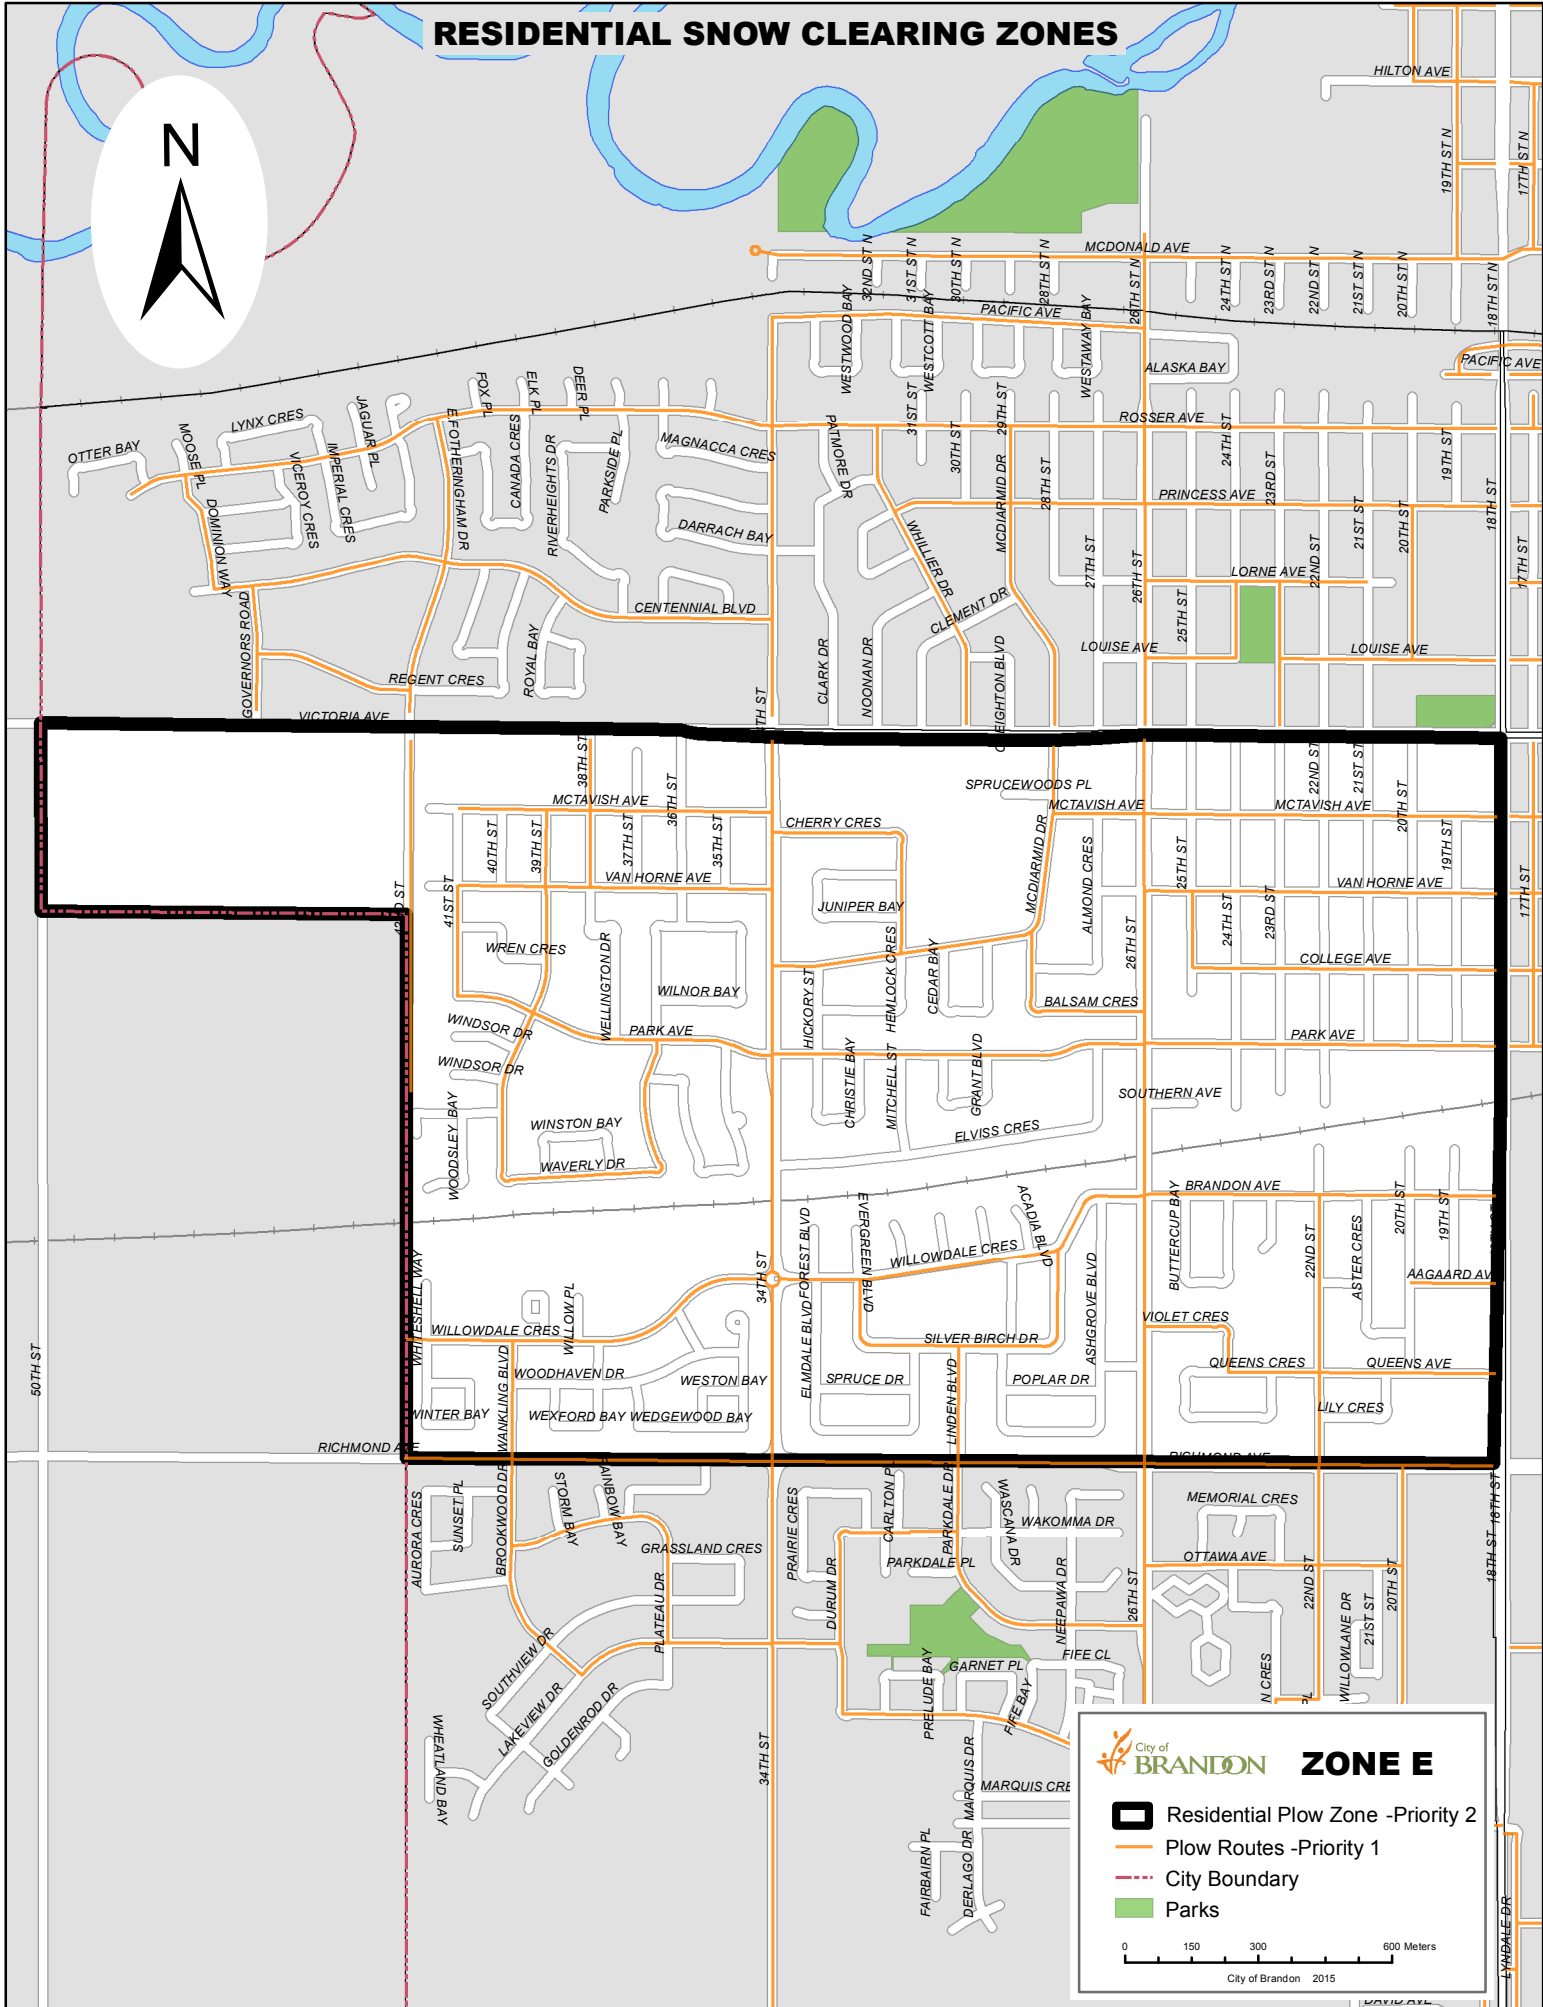 RESIDENTIAL SNOW CLEARING ZONES
N
HILTON AVE
19TH ST N
17TH ST N
MCDONALD AVE
32ND ST N
31ST ST N
30TH ST N
28TH ST N
26TH ST N
24TH ST N
23RD ST N
22ND ST N
21ST ST N
20TH ST N
18TH ST N
PACIFIC AVE
WESTWOOD BAY
WESTCOTT BAY
WESTAWAY BAY
ALASKA BAY
PACIFIC AVE
FOX PL
ELK PL
DEER PL
JAGUAR PL
LYNX CRES
MOOSE PL
OTTER BAY
VICEROY CRES
IMPERIAL CRES
E.FOTHERINGHAM DR
CANADA CRES
RIVERHEIGHTS DR
PARKSIDE PL
MAGNACCA CRES
PATMORE DR
31ST ST
30TH ST
29TH ST
ROSSER AVE
24TH ST
19TH ST
DOMINION WAY
DARRACH BAY
WHILLIER DR
MCDIARMID DR
28TH ST
PRINCESS AVE
23RD ST
21ST ST
20TH ST
18TH ST
27TH ST
26TH ST
LORNE AVE
22ND ST
17TH ST
GOVERNORS ROAD
CENTENNIAL BLVD
CLEMENT DR
25TH ST
ROYAL BAY
REGENT CRES
CLARK DR
NOONAN DR
LOUISE AVE
LOUISE AVE
VICTORIA AVE
38TH ST
36TH ST
SPRUCEWOODS PL
22ND ST
21ST ST
MCTAVISH AVE
MCTAVISH AVE
MCTAVISH AVE
20TH ST
CHERRY CRES
40TH ST
39TH ST
37TH ST
35TH ST
MCDIARMID DR
ALMOND CRES
25TH ST
19TH ST
41ST ST
VAN HORNE AVE
VAN HORNE AVE
17TH ST
JUNIPER BAY
24TH ST
23RD ST
WREN CRES
WELLINGTON DR
HEMLOCK CRES
CEDAR BAY
26TH ST
COLLEGE AVE
WILNOR BAY
HICKORY ST
BALSAM CRES
WINDSOR DR
PARK AVE
PARK AVE
WINDSOR DR
CHRISTIE BAY
MITCHELL ST
GRANT BLVD
SOUTHERN AVE
WOODSLEY BAY
WINSTON BAY
ELVISS CRES
WAVERLY DR
BRANDON AVE
EVERGREEN BLVD
ACADIA BLVD
BUTTERCUP BAY
20TH ST
19TH ST
FOREST BLVD
WILLOWDALE CRES
22ND ST
ASTER CRES
34TH ST
ASHGROVE BLVD
WHITESHELL WAY
WILLOW PL
ELMDALE BLVD
VIOLET CRES
WILLOWDALE CRES
SILVER BIRCH DR
50TH ST
WANKLING BLVD
WOODHAVEN DR
WESTON BAY
SPRUCE DR
LINDEN BLVD
POPLAR DR
QUEENS CRES
QUEENS AVE
WINTER BAY
WEXFORD BAY
WEDGEWOOD BAY
LILY CRES
RICHMOND AVE
RICHMOND AVE
AURORA CRES
SUNSET PL
BROOKWOOD DR
STORM BAY
RAINBOW BAY
PRAIRIE CRES
CARLTON PL
PARKDALE DR
WASCANA DR
WAKOMMA DR
MEMORIAL CRES
18TH ST
18TH ST
GRASSLAND CRES
PARKDALE PL
OTTAWA AVE
DURUM DR
NEEPAWA DR
26TH ST
22ND ST
20TH ST
PLATEAU DR
WILLOWLANE DR
21ST ST
SOUTHVIEW DR
PRELUDE BAY
GARNET PL
FIFE CL
FIFE BAY
N CRES
PL
LAKEVIEW DR
GOLDENROD DR
WHEATLAND BAY
34TH ST
MARQUIS DR
MARQUIS CRE
FAIRBAIRN PL
DERLAGO DR
LYNDALE DR
City of
BRANDON
ZONE E
Residential Plow Zone -Priority 2
Plow Routes -Priority 1
City Boundary
Parks
0 150 300 600 Meters
City of Brandon 2015